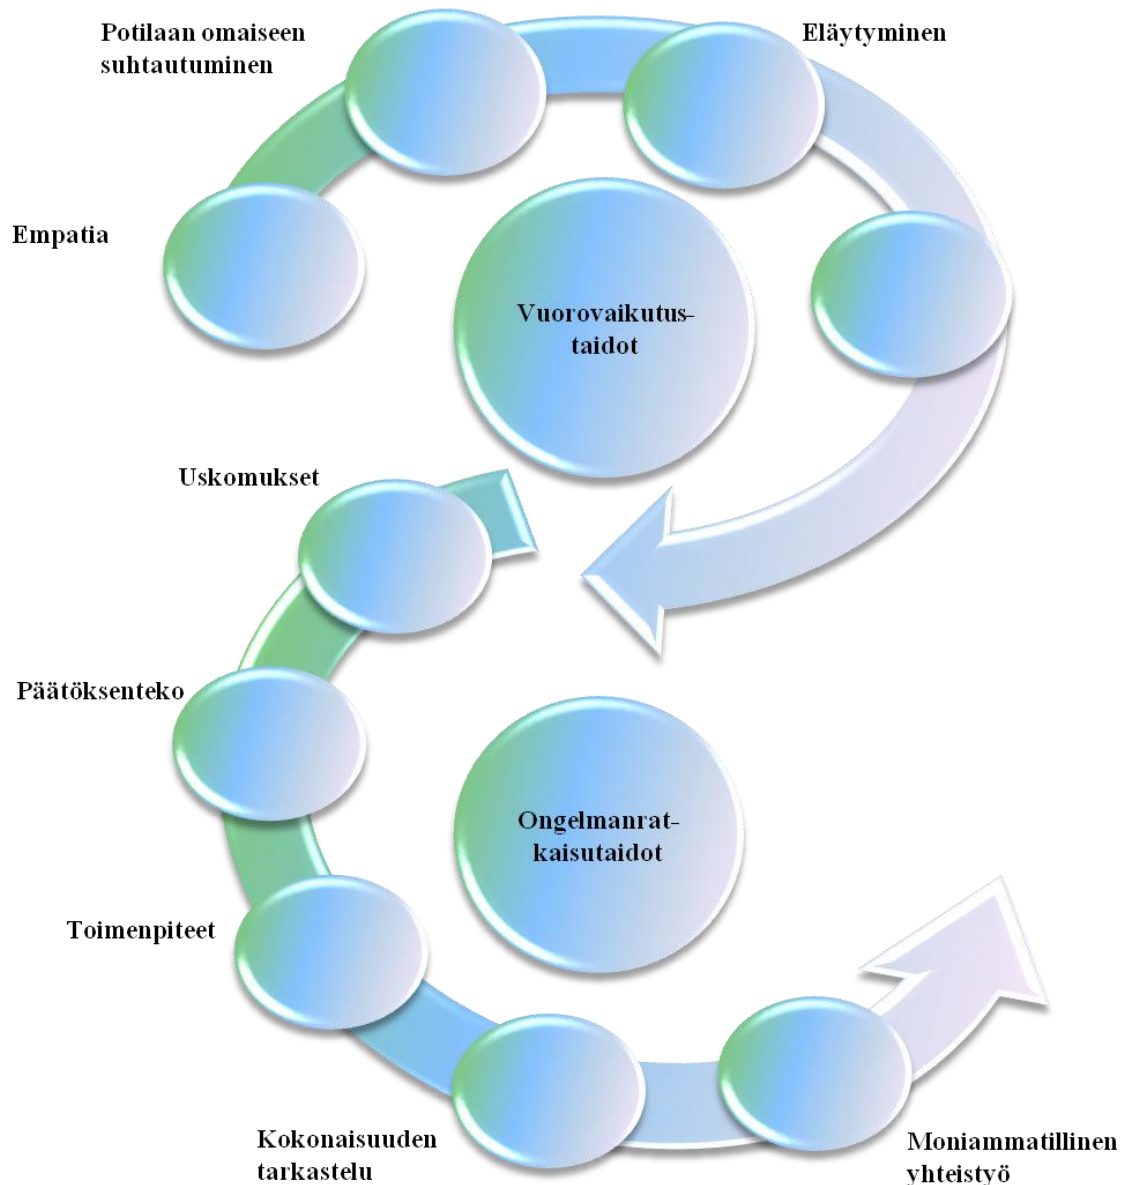 Potilaan omaiseen
suhtautuminen
Eläytyminen
Empatia
Vuorovaikutus-
taidot
Uskomukset
Päätöksenteko
Ongelmanrat-
kaisutaidot
Toimenpiteet
Kokonaisuuden
tarkastelu
Moniammatillinen
yhteistyö